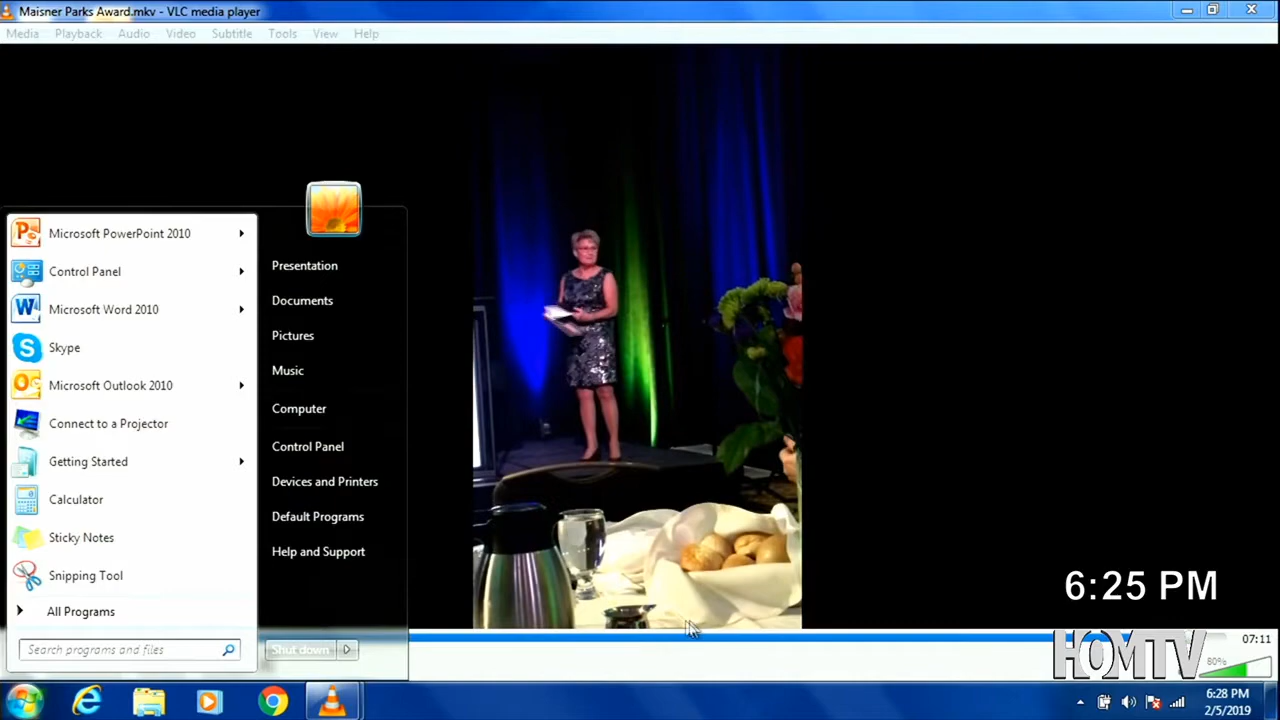 Maisner Parks Award.mkv - VLC media player
Media Playback Audio Video Subtitle Tools View Help
Microsoft PowerPoint 2010
Control Panel
Microsoft Word 2010
Skype
Microsoft Outlook 2010
Connect to a Projector
Getting Started
Calculator
Sticky Notes
Snipping Tool
All Programs
Search programs and files
Presentation
Documents
Pictures
Music
Computer
Control Panel
Devices and Printers
Default Programs
Help and Support
Shut down
6:25 PM
HOMTV
07:11
80%
6:28 PM
2/5/2019